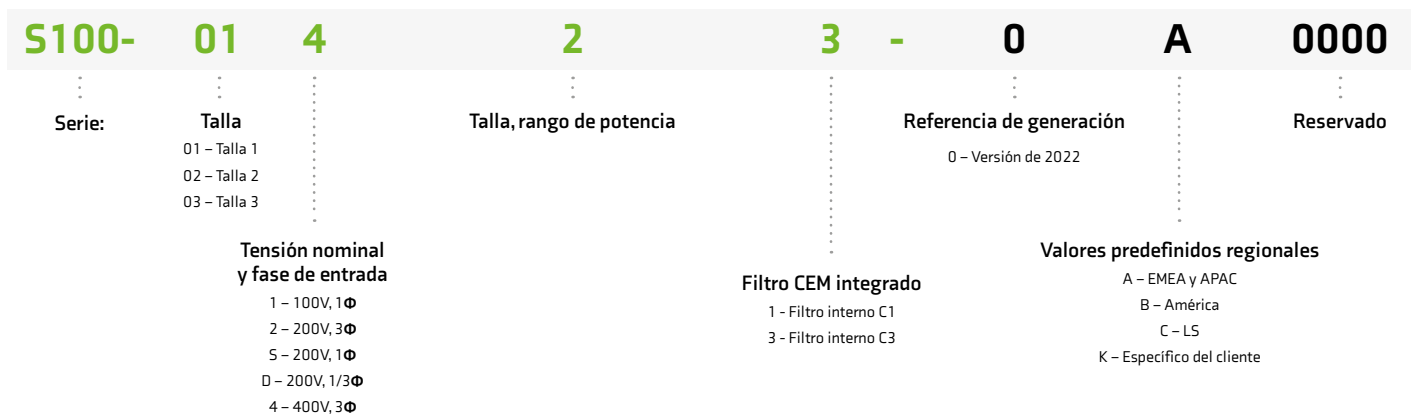 S100- 01 4 2 3 - 0 A 0000
Serie:
Talla
01 – Talla 1
02 – Talla 2
03 – Talla 3
Talla, rango de potencia
Referencia de generación
0 – Versión de 2022
Reservado
Tensión nominal
y fase de entrada
1 – 100V, 1Φ
2 – 200V, 3Φ
S – 200V, 1Φ
D – 200V, 1/3Φ
4 – 400V, 3Φ
Filtro CEM integrado
1 - Filtro interno C1
3 - Filtro interno C3
Valores predefinidos regionales
A – EMEA y APAC
B – América
C – LS
K – Específico del cliente